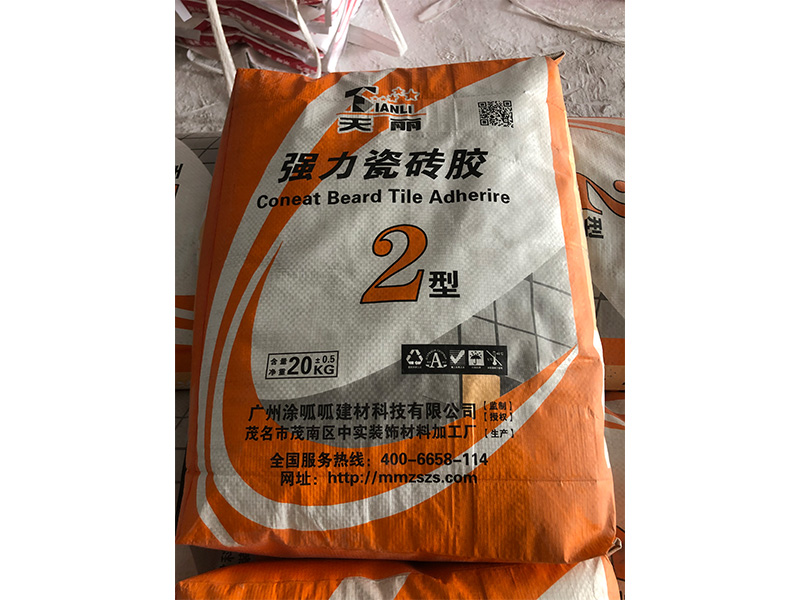 TIANLI
天丽
强力瓷砖胶
Coneat Beard Tile Adherire
2型
含量
净重 20±0.5 KG
广州涂呱呱建材科技有限公司【监制】【授权】
茂名市茂南区中实装饰材料加工厂【生产】
全国服务热线：400-6658-114
网址：http://mmzszs.com
2型